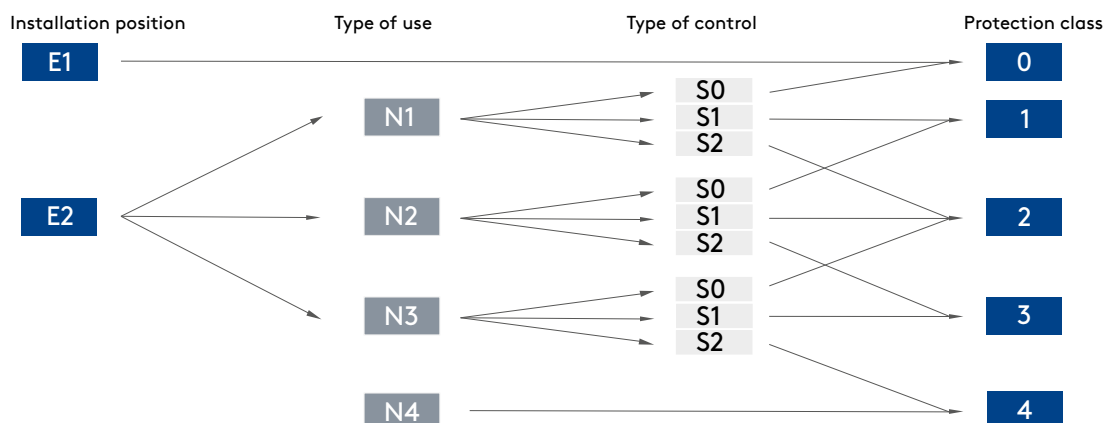 Installation position Type of use Type of control Protection class
E1 0
S0
N1 S1 1
S2
S0
E2 N2 S1 2
S2
S0
N3 S1 3
S2
N4 4